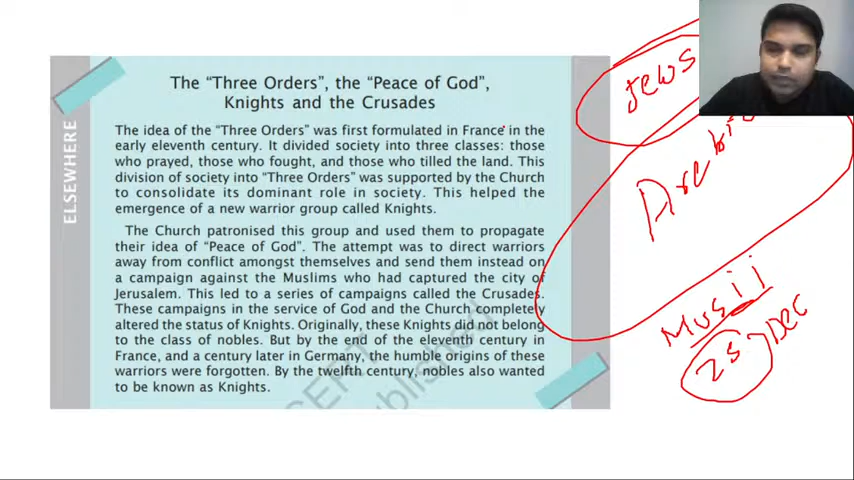 The "Three Orders", the "Peace of God",
Knights and the Crusades
ELSEWHERE
The idea of the "Three Orders" was first formulated in France in the
early eleventh century. It divided society into three classes: those
who prayed, those who fought, and those who tilled the land. This
division of society into "Three Orders" was supported by the Church
to consolidate its dominant role in society. This helped the
emergence of a new warrior group called Knights.
The Church patronised this group and used them to propagate
their idea of "Peace of God". The attempt was to direct warriors
away from conflict amongst themselves and send them instead on
a campaign against the Muslims who had captured the city of
Jerusalem. This led to a series of campaigns called the Crusades.
These campaigns in the service of God and the Church completely
altered the status of Knights. Originally, these Knights did not belong
to the class of nobles. But by the end of the eleventh century in
France, and a century later in Germany, the humble origins of these
warriors were forgotten. By the twelfth century, nobles also wanted
to be known as Knights.
Jews
25 Dec